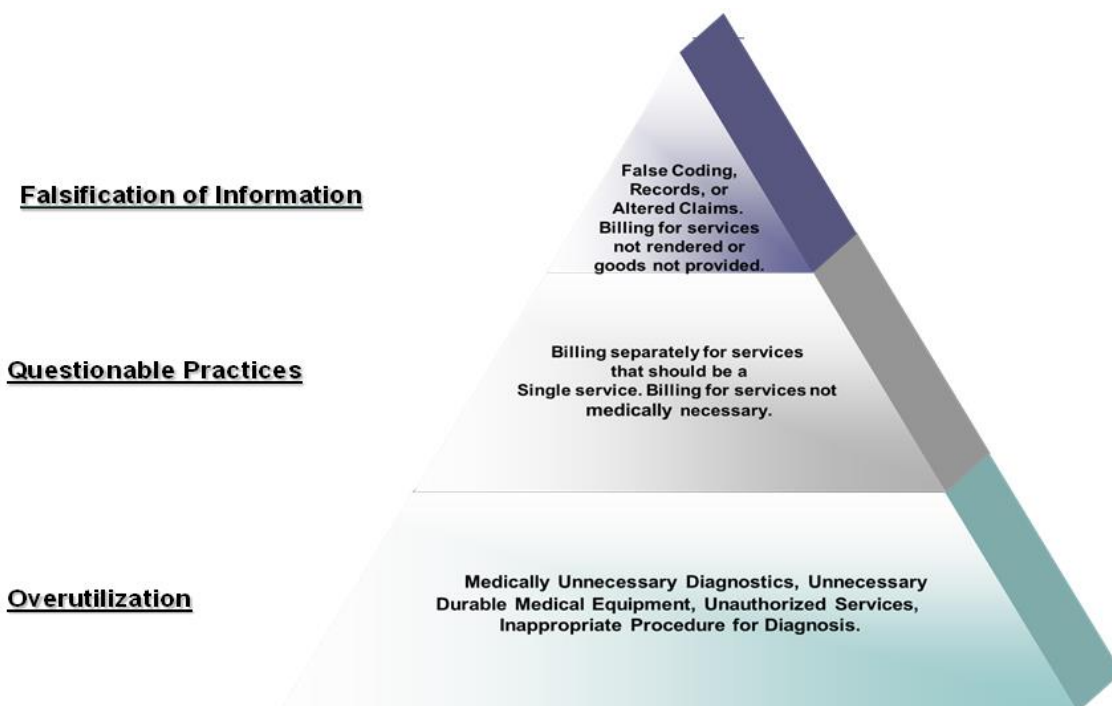 Falsification of Information
False Coding,
Records, or
Altered Claims.
Billing for services
not rendered or
goods not provided.
Questionable Practices
Billing separately for services
that should be a
Single service. Billing for services not
medically necessary.
Overutilization
Medically Unnecessary Diagnostics, Unnecessary
Durable Medical Equipment, Unauthorized Services,
Inappropriate Procedure for Diagnosis.